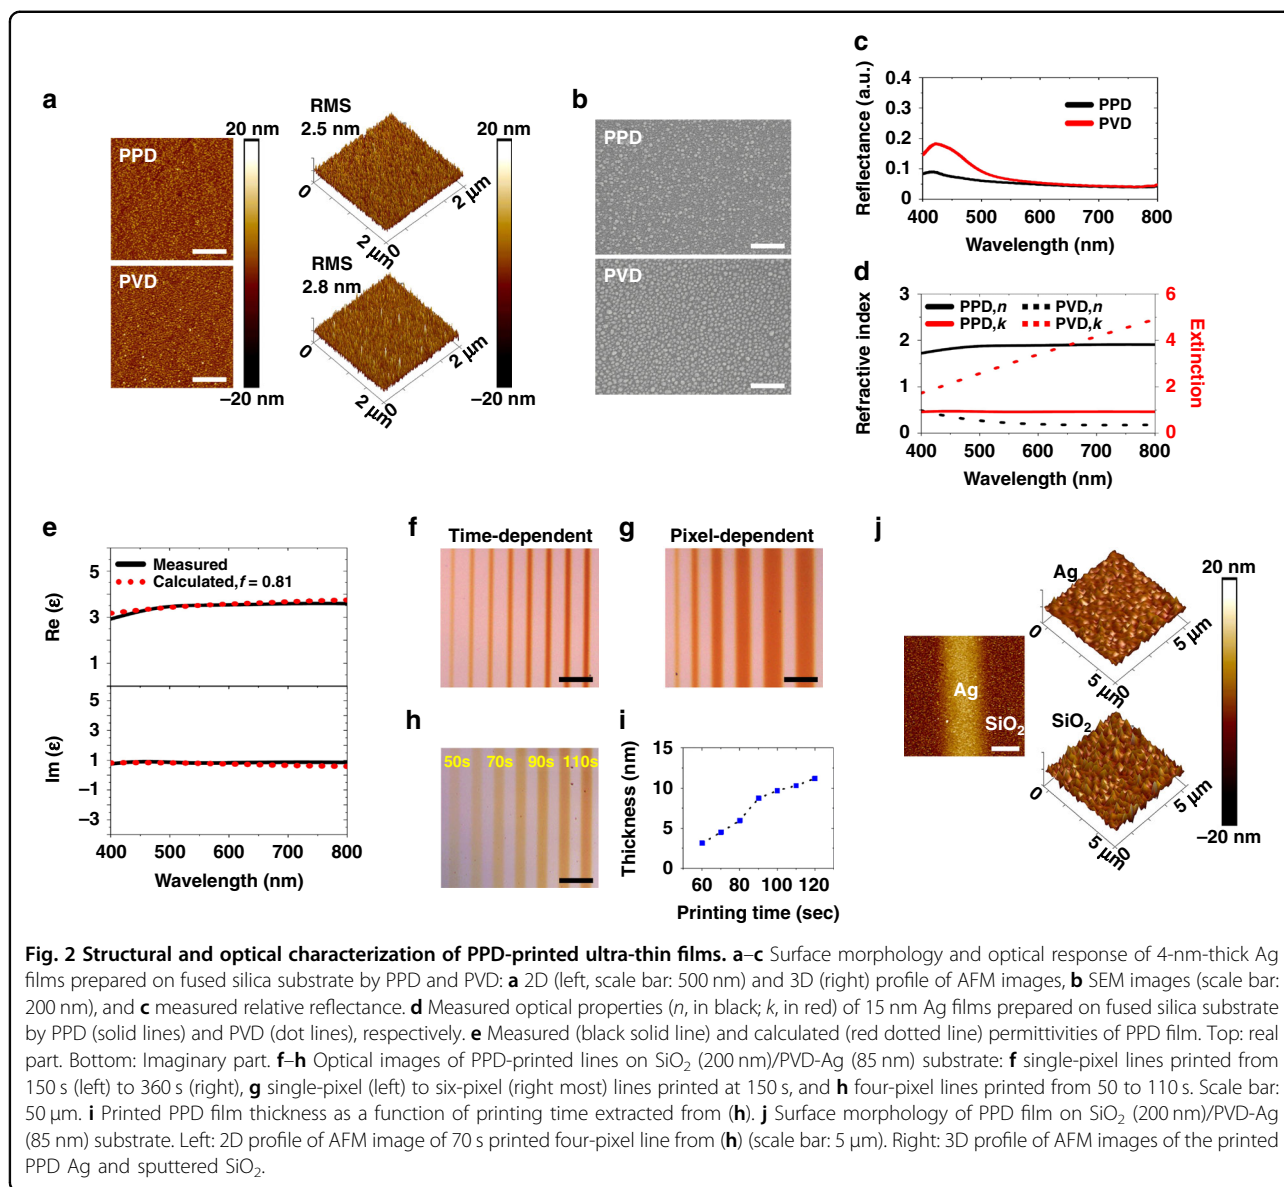 a
20 nm
PPD
PVD
−20 nm
RMS
2.5 nm
0
2 μm
2 μm
0
RMS
2.8 nm
0
2 μm
2 μm
0
20 nm
−20 nm
b
PPD
PVD
c
Reflectance (a.u.)
0.4
0.3
0.2
0.1
0
PPD
PVD
400 500 600 700 800
Wavelength (nm)
d
Refractive index
3
2
1
0
PPD,n PVD,n
PPD,k PVD,k
6
4
2
0
Extinction
400 500 600 700 800
Wavelength (nm)
e
Measured
Calculated, f = 0.81
Re (ε)
5
3
1
Im (ε)
5
3
1
−1
−3
400 500 600 700 800
Wavelength (nm)
f
Time-dependent
g
Pixel-dependent
h
50s 70s 90s 110s
i
Thickness (nm)
15
10
5
0
60 80 100 120
Printing time (sec)
j
Ag
SiO₂
Ag
0
5 μm
5 μm
0
SiO₂
0
5 μm
5 μm
0
20 nm
−20 nm
Fig. 2 Structural and optical characterization of PPD-printed ultra-thin films. a–c Surface morphology and optical response of 4-nm-thick Ag
films prepared on fused silica substrate by PPD and PVD: a 2D (left, scale bar: 500 nm) and 3D (right) profile of AFM images, b SEM images (scale bar:
200 nm), and c measured relative reflectance. d Measured optical properties (n, in black; k, in red) of 15 nm Ag films prepared on fused silica substrate
by PPD (solid lines) and PVD (dot lines), respectively. e Measured (black solid line) and calculated (red dotted line) permittivities of PPD film. Top: real
part. Bottom: Imaginary part. f–h Optical images of PPD-printed lines on SiO₂ (200 nm)/PVD-Ag (85 nm) substrate: f single-pixel lines printed from
150 s (left) to 360 s (right), g single-pixel (left) to six-pixel (right most) lines printed at 150 s, and h four-pixel lines printed from 50 to 110 s. Scale bar:
50 μm. i Printed PPD film thickness as a function of printing time extracted from (h). j Surface morphology of PPD film on SiO₂ (200 nm)/PVD-Ag
(85 nm) substrate. Left: 2D profile of AFM image of 70 s printed four-pixel line from (h) (scale bar: 5 μm). Right: 3D profile of AFM images of the printed
PPD Ag and sputtered SiO₂.